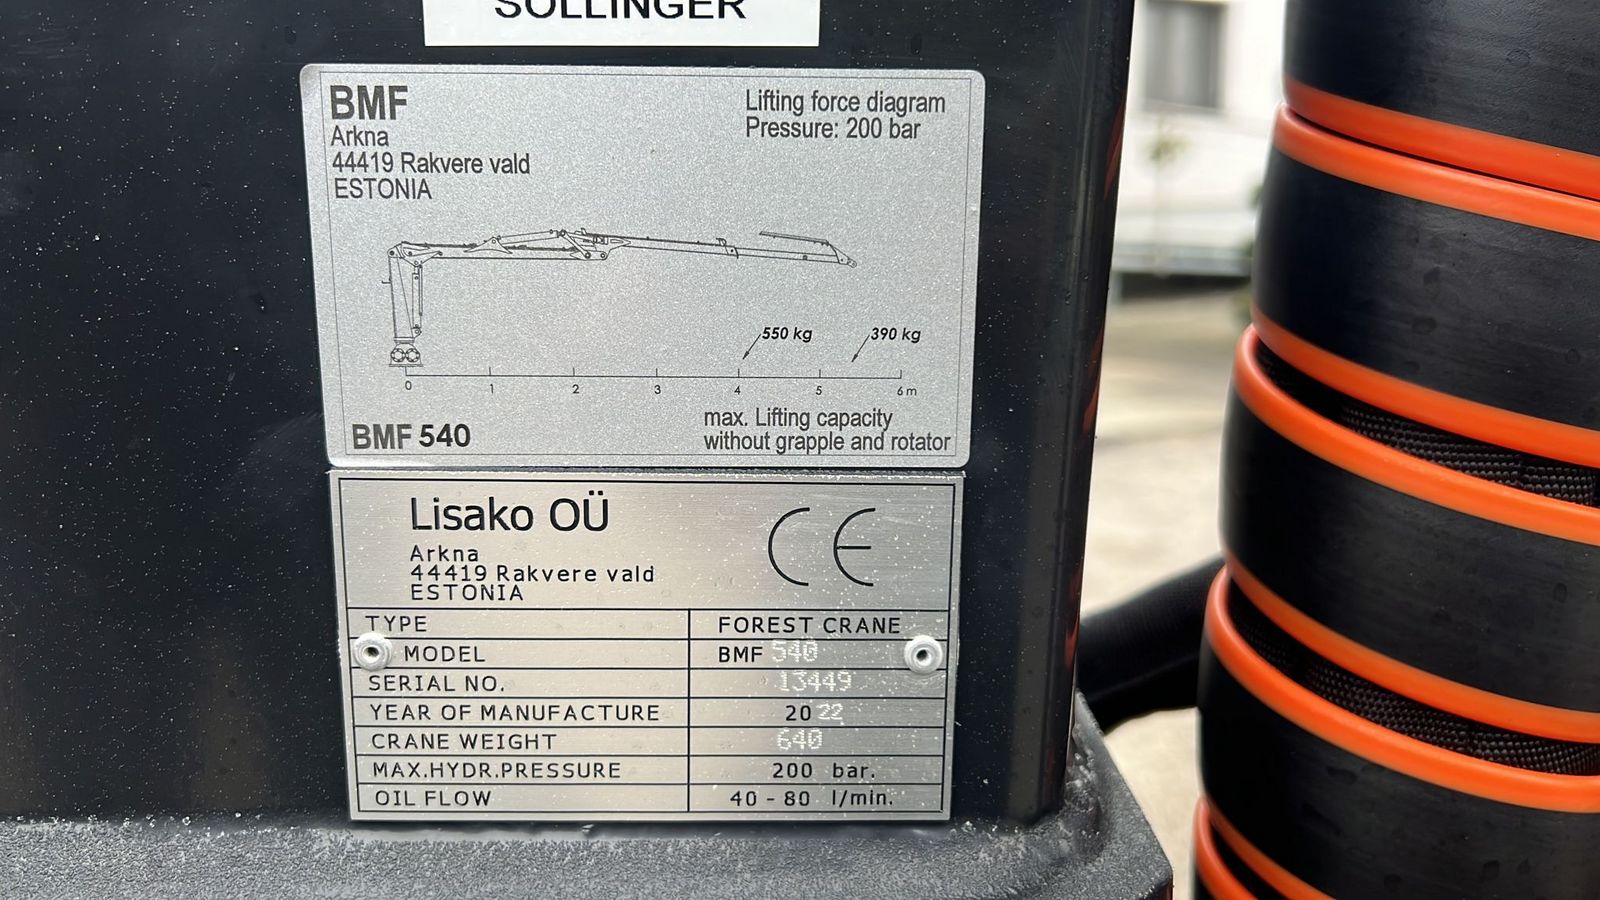 SOLLINGER
BMF
Arkna
44419 Rakvere vald
ESTONIA
Lifting force diagram
Pressure: 200 bar
550 kg
390 kg
0 1 2 3 4 5 6 m
BMF 540
max. Lifting capacity
without grapple and rotator
Lisako OÜ
Arkna
44419 Rakvere vald
ESTONIA
CE
TYPE FOREST CRANE
MODEL BMF 540
SERIAL NO. 13449
YEAR OF MANUFACTURE 2022
CRANE WEIGHT 640
MAX.HYDR.PRESSURE 200 bar.
OIL FLOW 40 - 80 l/min.